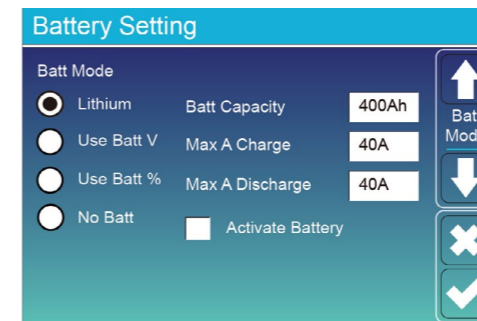 Battery Setting
Batt Mode
Lithium
Batt Capacity 400Ah
Use Batt V
Max A Charge 40A
Use Batt %
Max A Discharge 40A
No Batt
Activate Battery